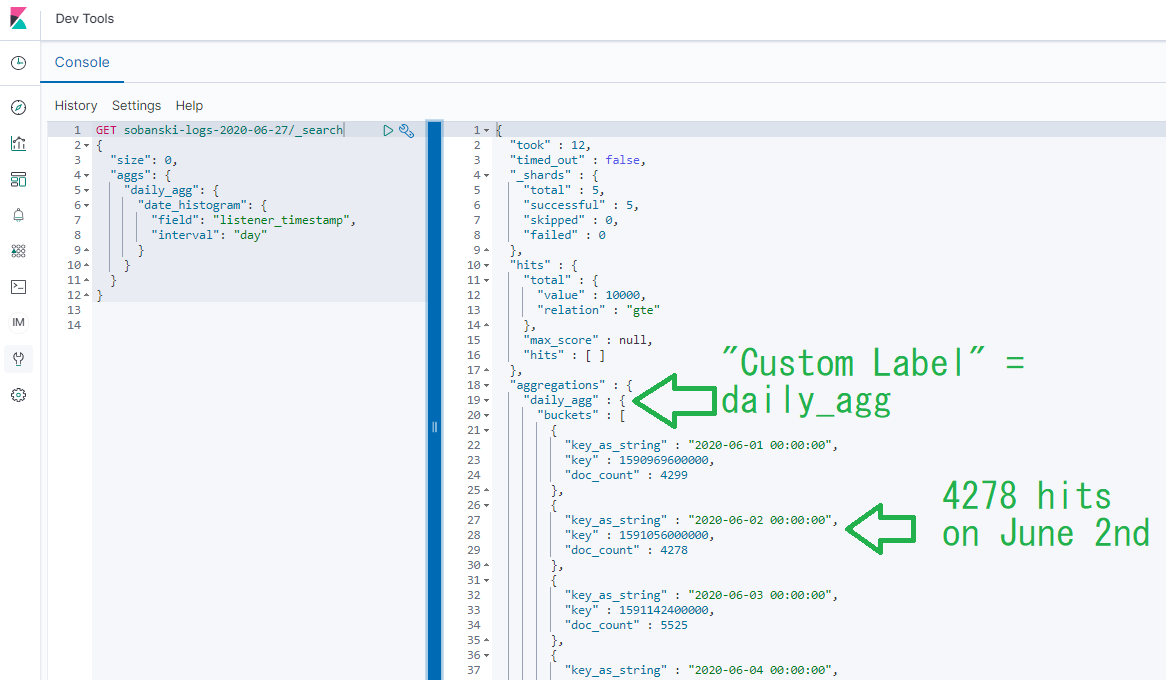 Dev Tools
Console
History Settings Help
IM
1 GET sobanski-logs-2020-06-27/_search
2 {
3 "size": 0,
4 "aggs": {
5 "daily_agg": {
6 "date_histogram": {
7 "field": "listener_timestamp",
8 "interval": "day"
9 }
10 }
11 }
12 }
13
14
1 {
2 "took" : 12,
3 "timed_out" : false,
4 "_shards" : {
5 "total" : 5,
6 "successful" : 5,
7 "skipped" : 0,
8 "failed" : 0
9 },
10 "hits" : {
11 "total" : {
12 "value" : 10000,
13 "relation" : "gte"
14 },
15 "max_score" : null,
16 "hits" : [ ]
17 },
18 "aggregations" : {
19 "daily_agg" : {
20 "buckets" : [
21 {
22 "key_as_string" : "2020-06-01 00:00:00",
23 "key" : 1590969600000,
24 "doc_count" : 4299
25 },
26 {
27 "key_as_string" : "2020-06-02 00:00:00",
28 "key" : 1591056000000,
29 "doc_count" : 4278
30 },
31 {
32 "key_as_string" : "2020-06-03 00:00:00",
33 "key" : 1591142400000,
34 "doc_count" : 5525
35 },
36 {
37 "key_as_string" : "2020-06-04 00:00:00",
"Custom Label" =
daily_agg
4278 hits
on June 2nd